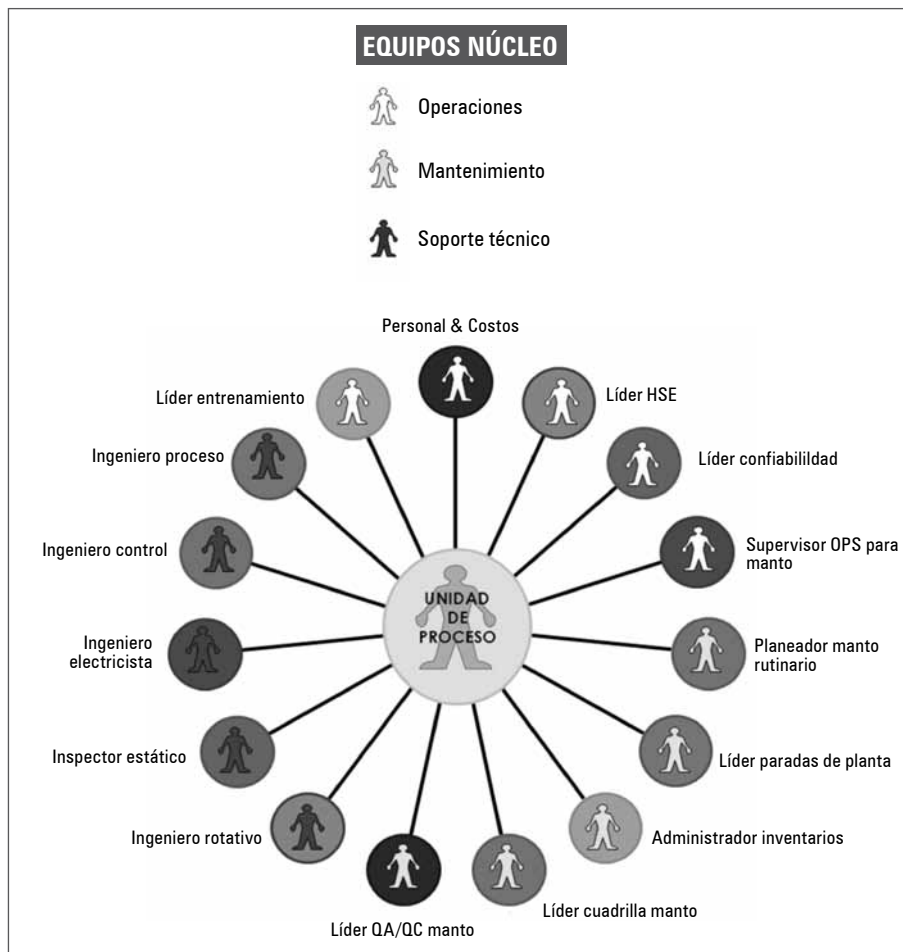 EQUIPOS NÚCLEO
Operaciones
Mantenimiento
Soporte técnico
Personal & Costos
Líder entrenamiento
Líder HSE
Ingeniero proceso
Líder confiabilildad
Ingeniero control
Supervisor OPS para
manto
UNIDAD
DE
PROCESO
Ingeniero
electricista
Planeador manto
rutinario
Inspector estático
Líder paradas de planta
Ingeniero rotativo
Administrador inventarios
Líder QA/QC manto
Líder cuadrilla manto